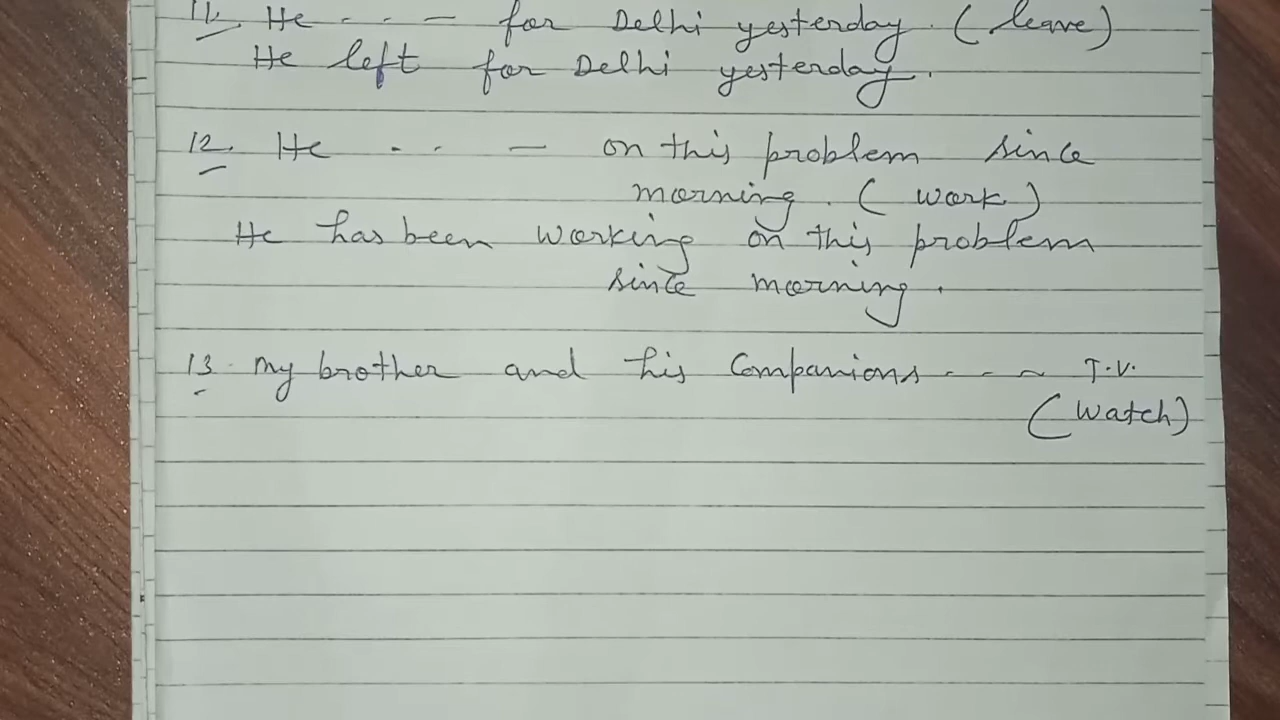 11. He - - - for Delhi yesterday. (leave)
He left for Delhi yesterday.
12. He - - - on this problem since
morning. (work)
He has been working on this problem
since morning.
13. My brother and his Companions - - - T.V.
(watch)